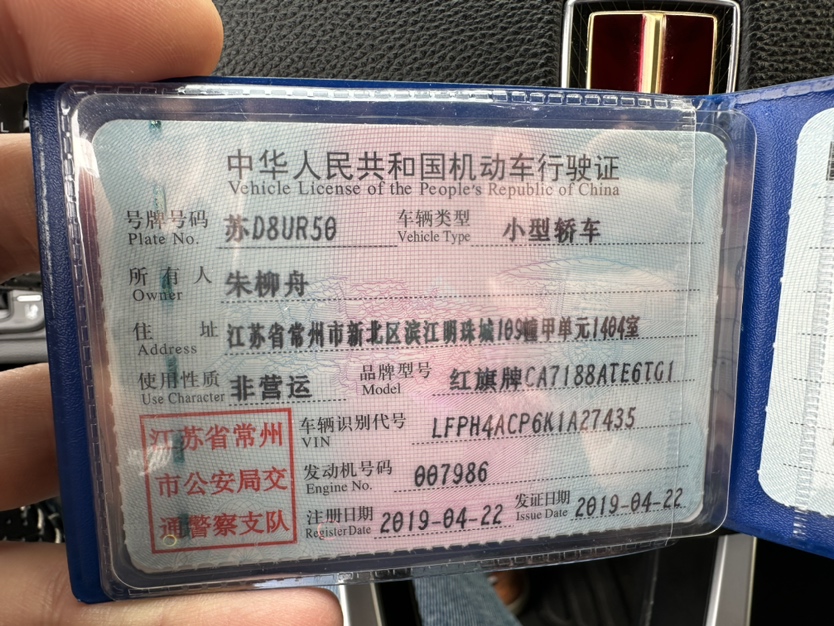 中华人民共和国机动车行驶证
Vehicle License of the People's Republic of China
号牌号码 苏D8UR50 车辆类型 小型轿车
Plate No. Vehicle Type
所有人 朱柳舟
Owner
住址 江苏省常州市新北区滨江明珠城109幢甲单元1404室
Address
使用性质 非营运 品牌型号 红旗牌CA7188ATE6TG1
Use Character Model
江苏省常州
市公安局交
通警察支队
车辆识别代号 LFPH4ACP6K1A27435
VIN
发动机号码 007986
Engine No.
注册日期 2019-04-22 发证日期 2019-04-22
Register Date Issue Date